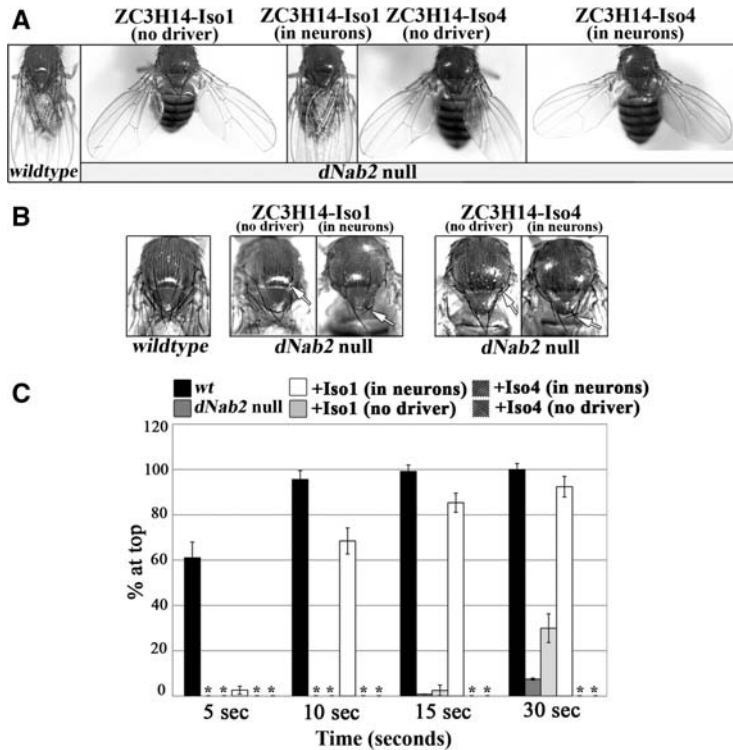 A
ZC3H14-Iso1 (no driver)
ZC3H14-Iso1 (in neurons)
ZC3H14-Iso4 (no driver)
ZC3H14-Iso4 (in neurons)
wildtype
dNab2 null
B
ZC3H14-Iso1
(no driver) (in neurons)
ZC3H14-Iso4
(no driver) (in neurons)
wildtype
dNab2 null
dNab2 null
C
wt
+Iso1 (in neurons)
+Iso4 (in neurons)
dNab2 null
+Iso1 (no driver)
+Iso4 (no driver)
% at top
120
100
80
60
40
20
0
* * * *
* * * *
* *
* *
5 sec
10 sec
15 sec
30 sec
Time (seconds)